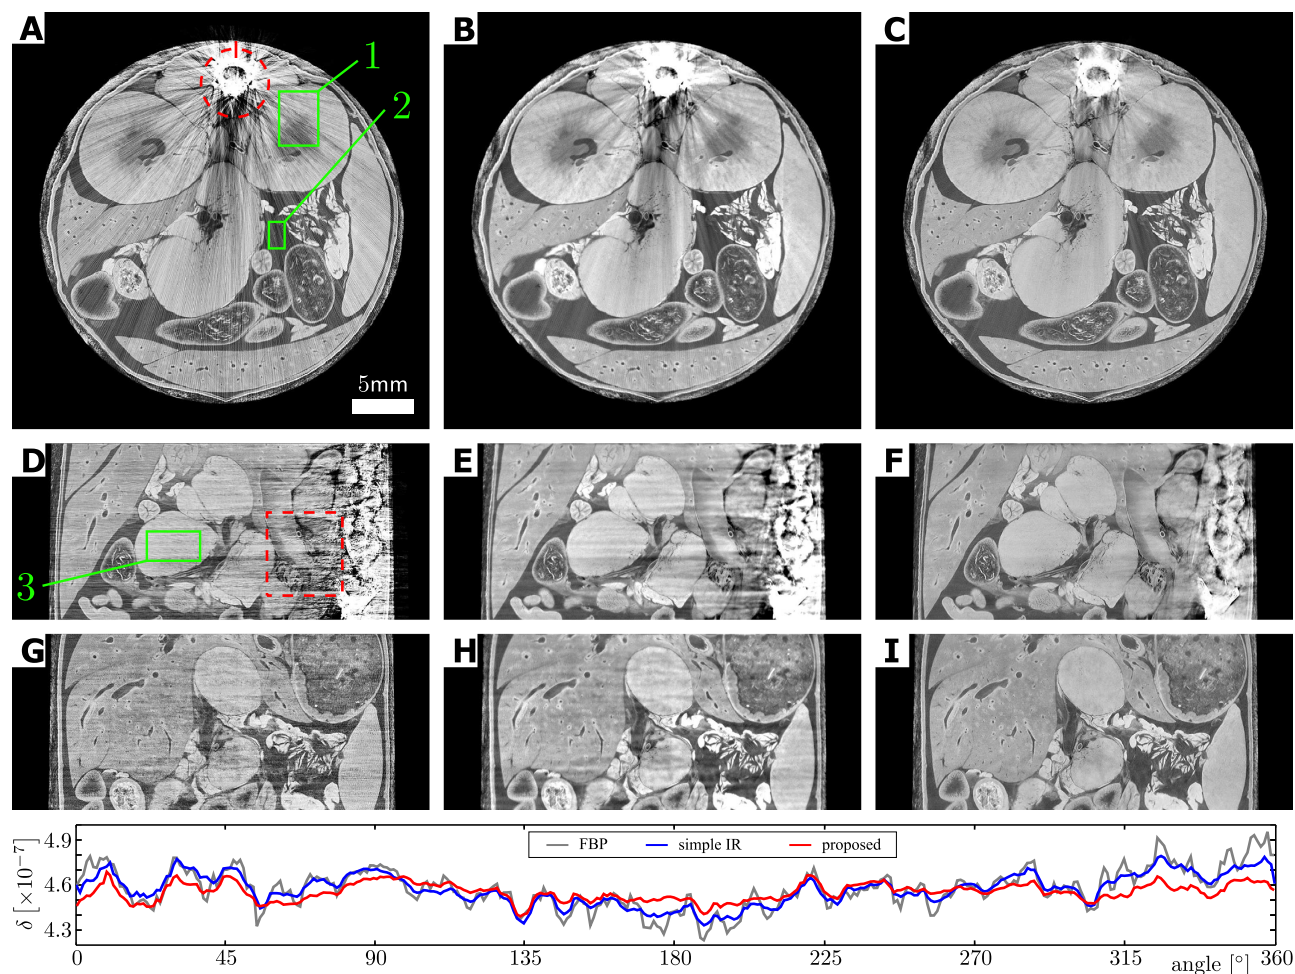 A
B
C
1
2
5mm
D
E
F
3
G
H
I
FBP
simple IR
proposed
4.9
4.6
4.3
δ [×10⁻⁷]
0
45
90
135
180
225
270
315
360
angle [°]